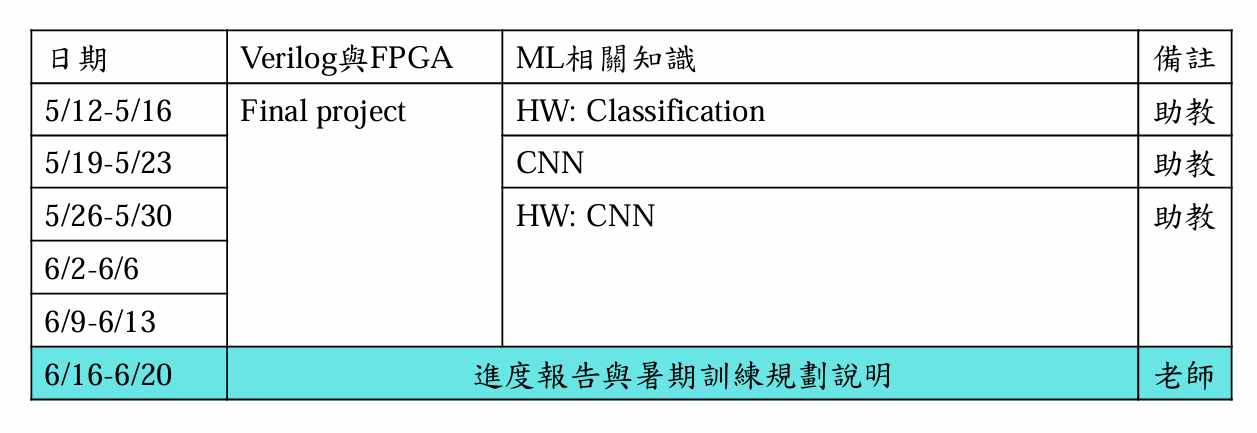 日期 Verilog與FPGA ML相關知識 備註
5/12-5/16 Final project HW: Classification 助教
5/19-5/23 CNN 助教
5/26-5/30 HW: CNN 助教
6/2-6/6
6/9-6/13
6/16-6/20 進度報告與暑期訓練規劃說明 老師